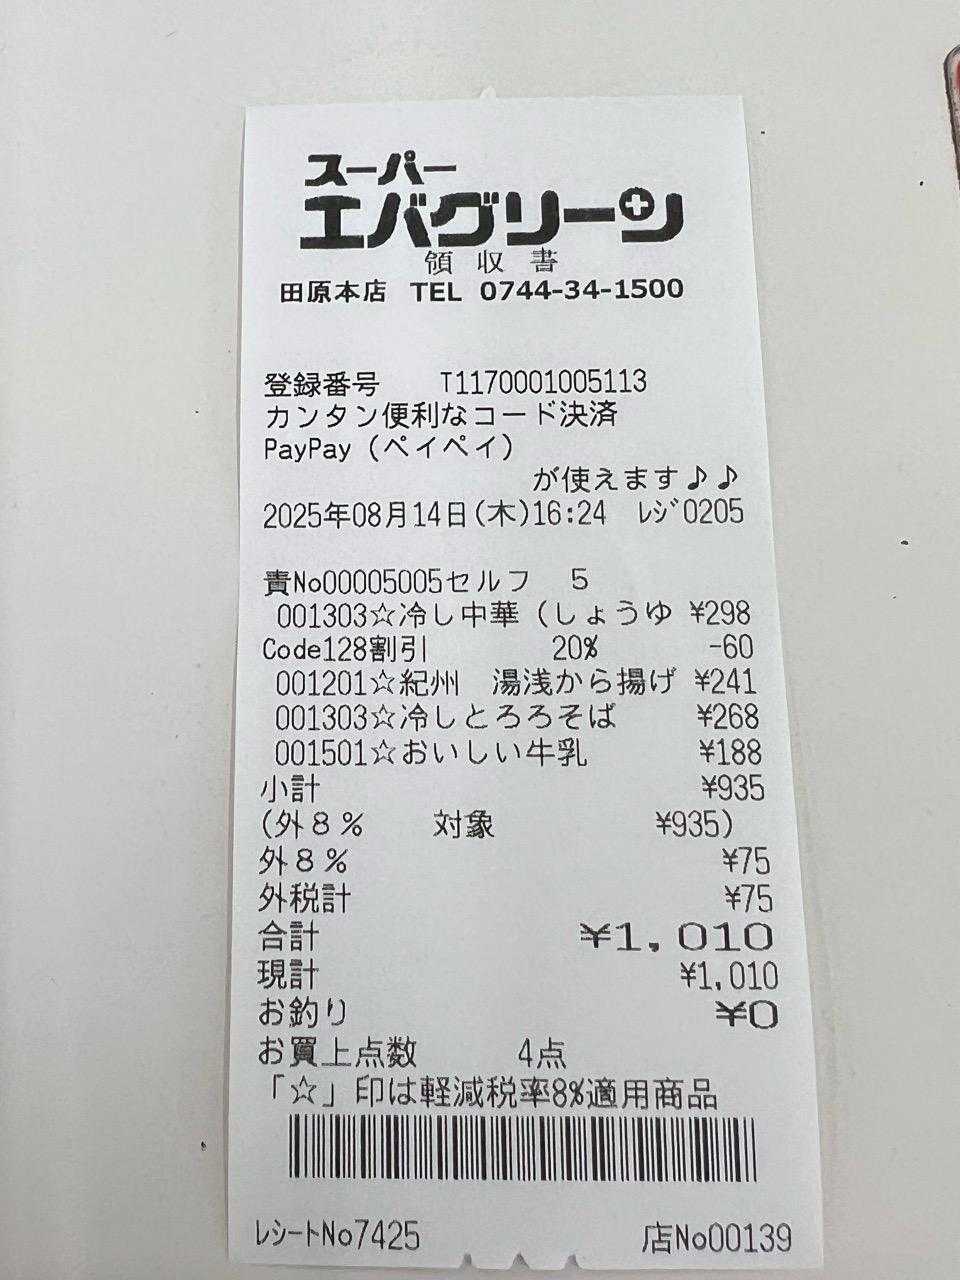 スーパー
エバグリーン
領収書
田原本店 TEL 0744-34-1500
登録番号 T1170001005113
カンタン便利なコード決済
PayPay(ペイペイ)
が使えます♪♪
2025年08月14日(木)16:24 ﾚｼﾞ0205
責No00005005セルフ 5
001303☆冷し中華(しょうゆ ¥298
Code128割引 20% -60
001201☆紀州 湯浅から揚げ ¥241
001303☆冷しとろろそば ¥268
001501☆おいしい牛乳 ¥188
小計 ¥935
(外8% 対象 ¥935)
外8% ¥75
外税計 ¥75
合計 ¥1,010
現計 ¥1,010
お釣り ¥0
お買上点数 4点
「☆」印は軽減税率8%適用商品
ﾚｼｰﾄNo7425 店No00139